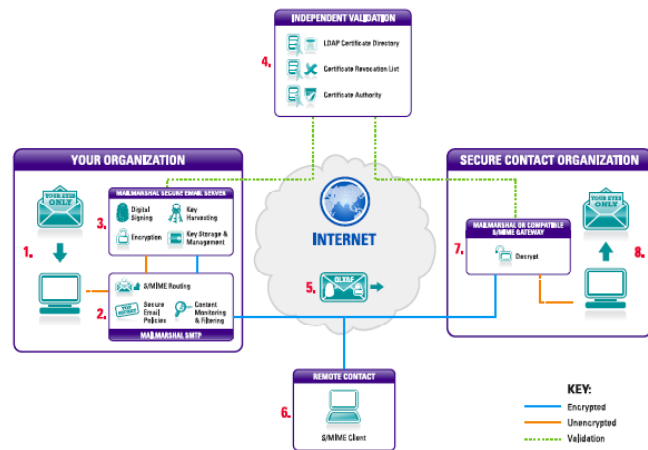 INDEPENDENT VALIDATION
4.
LDAP Certificate Directory
Certificate Revocation List
Certificate Authority
YOUR ORGANIZATION
YOUR EYES
ONLY
1.
MAILMARSHAL SECURE EMAIL SERVER
3.
Digital
Signing
Key
Harvesting
Encryption
Key Storage &
Management
2.
S/MIME Routing
Secure
Email
Policies
Content
Monitoring
& Filtering
MAILMARSHAL SMTP
INTERNET
5.
SECURE CONTACT ORGANIZATION
YOUR EYES
ONLY
MAILMARSHAL OR COMPATIBLE
S/MIME GATEWAY
7.
Decrypt
8.
REMOTE CONTACT
6.
S/MIME Client
KEY:
Encrypted
Unencrypted
Validation